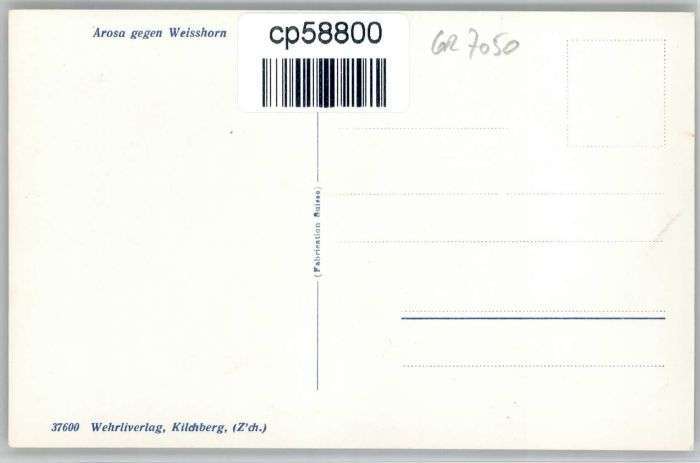 Arosa gegen Weisshorn
cp58800
GR 7050
(Fabrication Suisse)
37600 Wehrliverlag, Kilchberg, (Z'ch.)